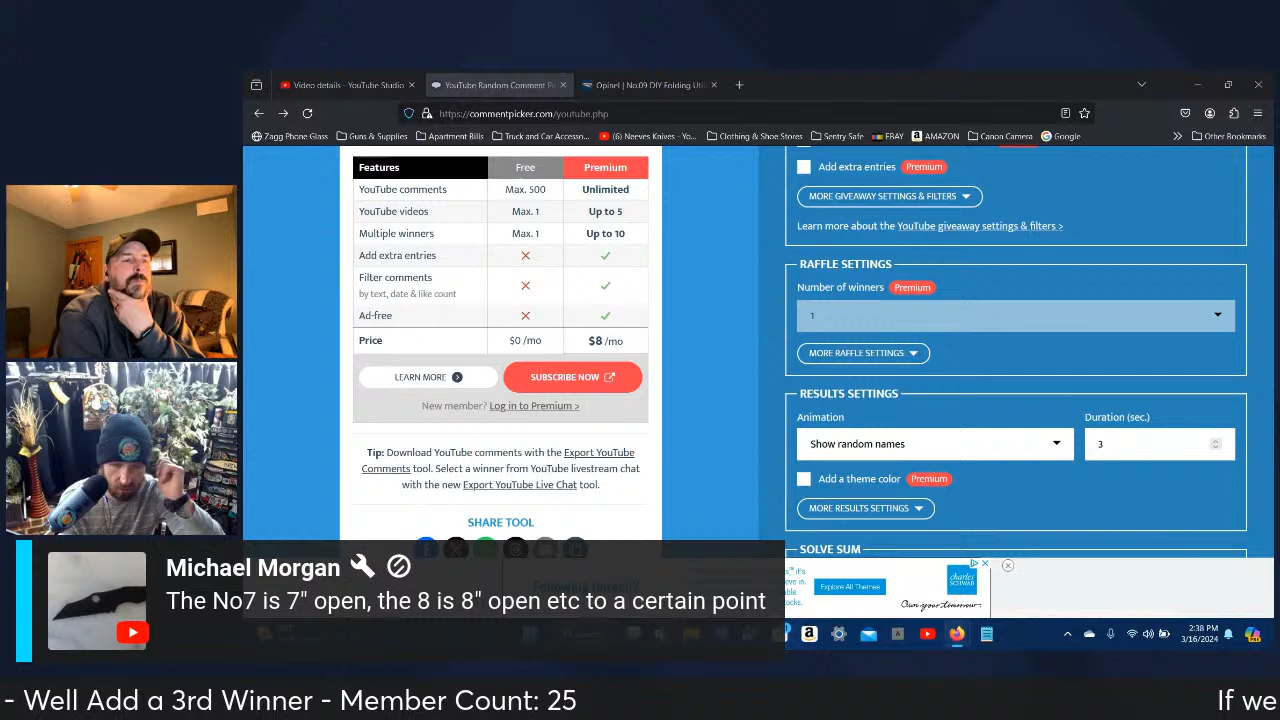 Video details - YouTube Studio
YouTube Random Comment Pi
Opinel | No.09 DIY Folding Util
https://commentpicker.com/youtube.php
Zagg Phone Glass
Guns & Supplies
Apartment Bills
Truck and Car Accesso...
(6) Neeves Knives - Yo...
Clothing & Shoe Stores
Sentry Safe
EBAY
AMAZON
Canon Camera
Google
Other Bookmarks
Features Free Premium
YouTube comments Max. 500 Unlimited
YouTube videos Max. 1 Up to 5
Multiple winners Max. 1 Up to 10
Add extra entries
Filter comments
by text, date & like count
Ad-free
Price $0 /mo $8 /mo
LEARN MORE
SUBSCRIBE NOW
New member? Log in to Premium >
Tip: Download YouTube comments with the Export YouTube
Comments tool. Select a winner from YouTube livestream chat
with the new Export YouTube Live Chat tool.
SHARE TOOL
Add extra entries Premium
MORE GIVEAWAY SETTINGS & FILTERS
Learn more about the YouTube giveaway settings & filters >
RAFFLE SETTINGS
Number of winners Premium
1
MORE RAFFLE SETTINGS
RESULTS SETTINGS
Animation Duration (sec.)
Show random names 3
Add a theme color Premium
MORE RESULTS SETTINGS
SOLVE SUM
Explore All Themes
charles
SCHWAB
Own your tomorrow
2:38 PM
3/16/2024
Michael Morgan
The No7 is 7" open, the 8 is 8" open etc to a certain point
- Well Add a 3rd Winner - Member Count: 25
If we